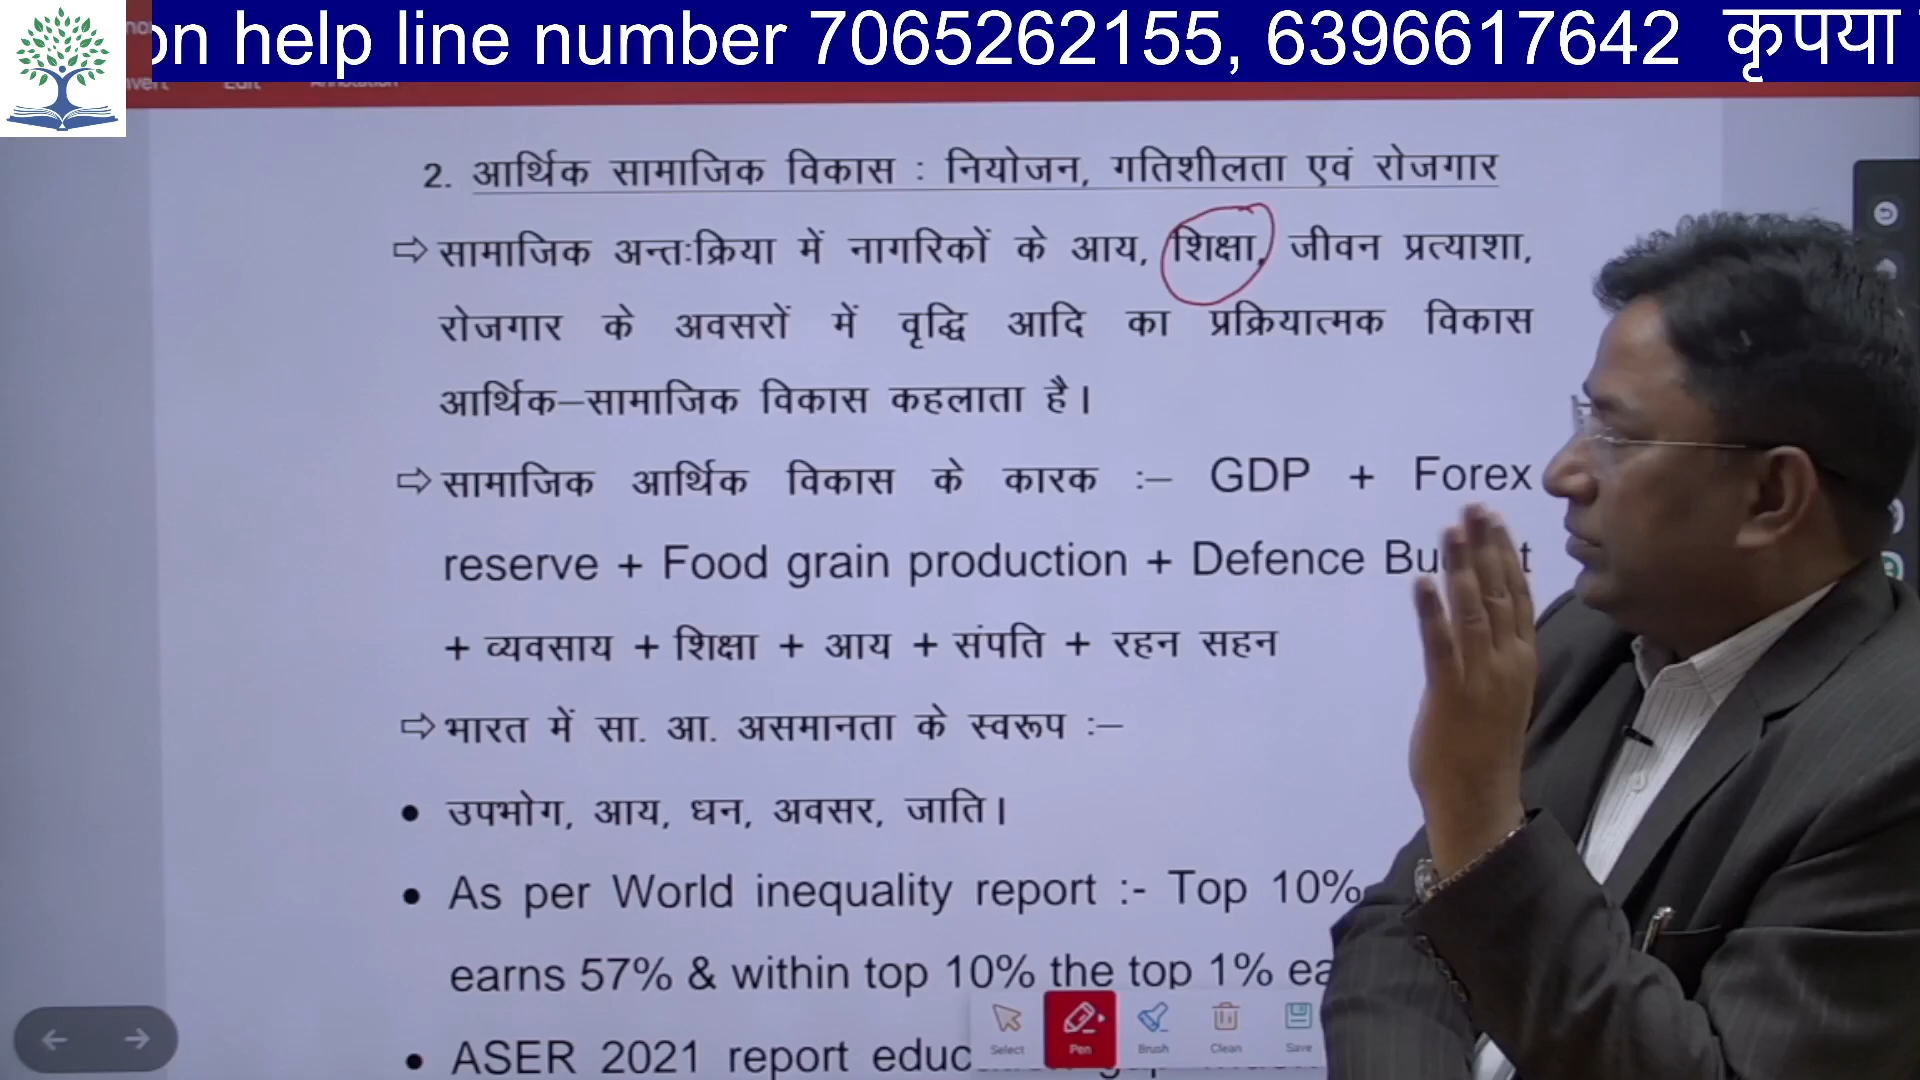 on help line number 7065262155, 6396617642 कृपया
Edit
Annotation
2. आर्थिक सामाजिक विकास : नियोजन, गतिशीलता एवं रोजगार
⇨ सामाजिक अन्तःक्रिया में नागरिकों के आय, शिक्षा, जीवन प्रत्याशा,
रोजगार के अवसरों में वृद्धि आदि का प्रक्रियात्मक विकास
आर्थिक–सामाजिक विकास कहलाता है।
⇨ सामाजिक आर्थिक विकास के कारक :– GDP + Forex
reserve + Food grain production + Defence
+ व्यवसाय + शिक्षा + आय + संपति + रहन सहन
⇨ भारत में सा. आ. असमानता के स्वरूप :–
• उपभोग, आय, धन, अवसर, जाति।
• As per World inequality report :- Top 10%
earns 57% & within top 10% the top 1%
• ASER 2021 report
Select Pen Brush Clean Save